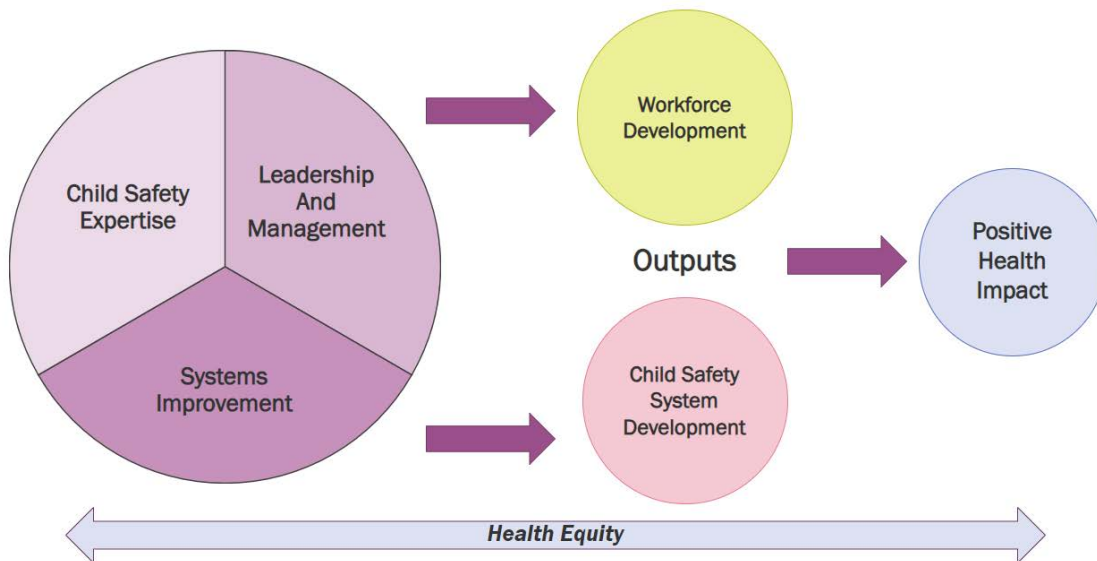 Child Safety
Expertise
Leadership
And
Management
Systems
Improvement
Workforce
Development
Outputs
Child Safety
System
Development
Positive
Health
Impact
Health Equity